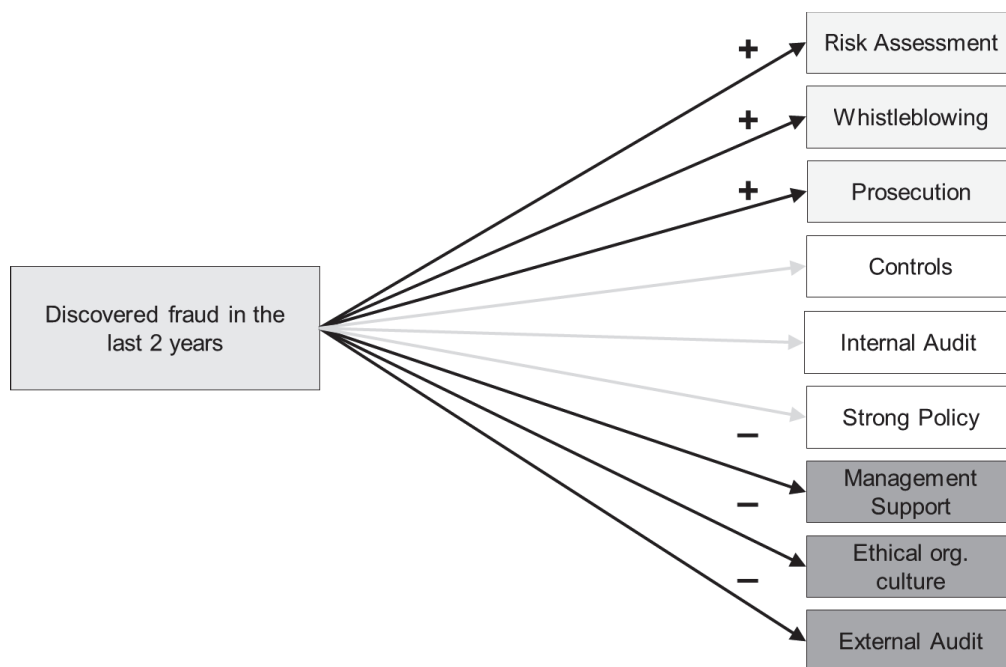 +
Risk Assessment
+
Whistleblowing
+
Prosecution
Controls
Discovered fraud in the
last 2 years
Internal Audit
Strong Policy
–
Management
Support
–
Ethical org.
culture
–
External Audit